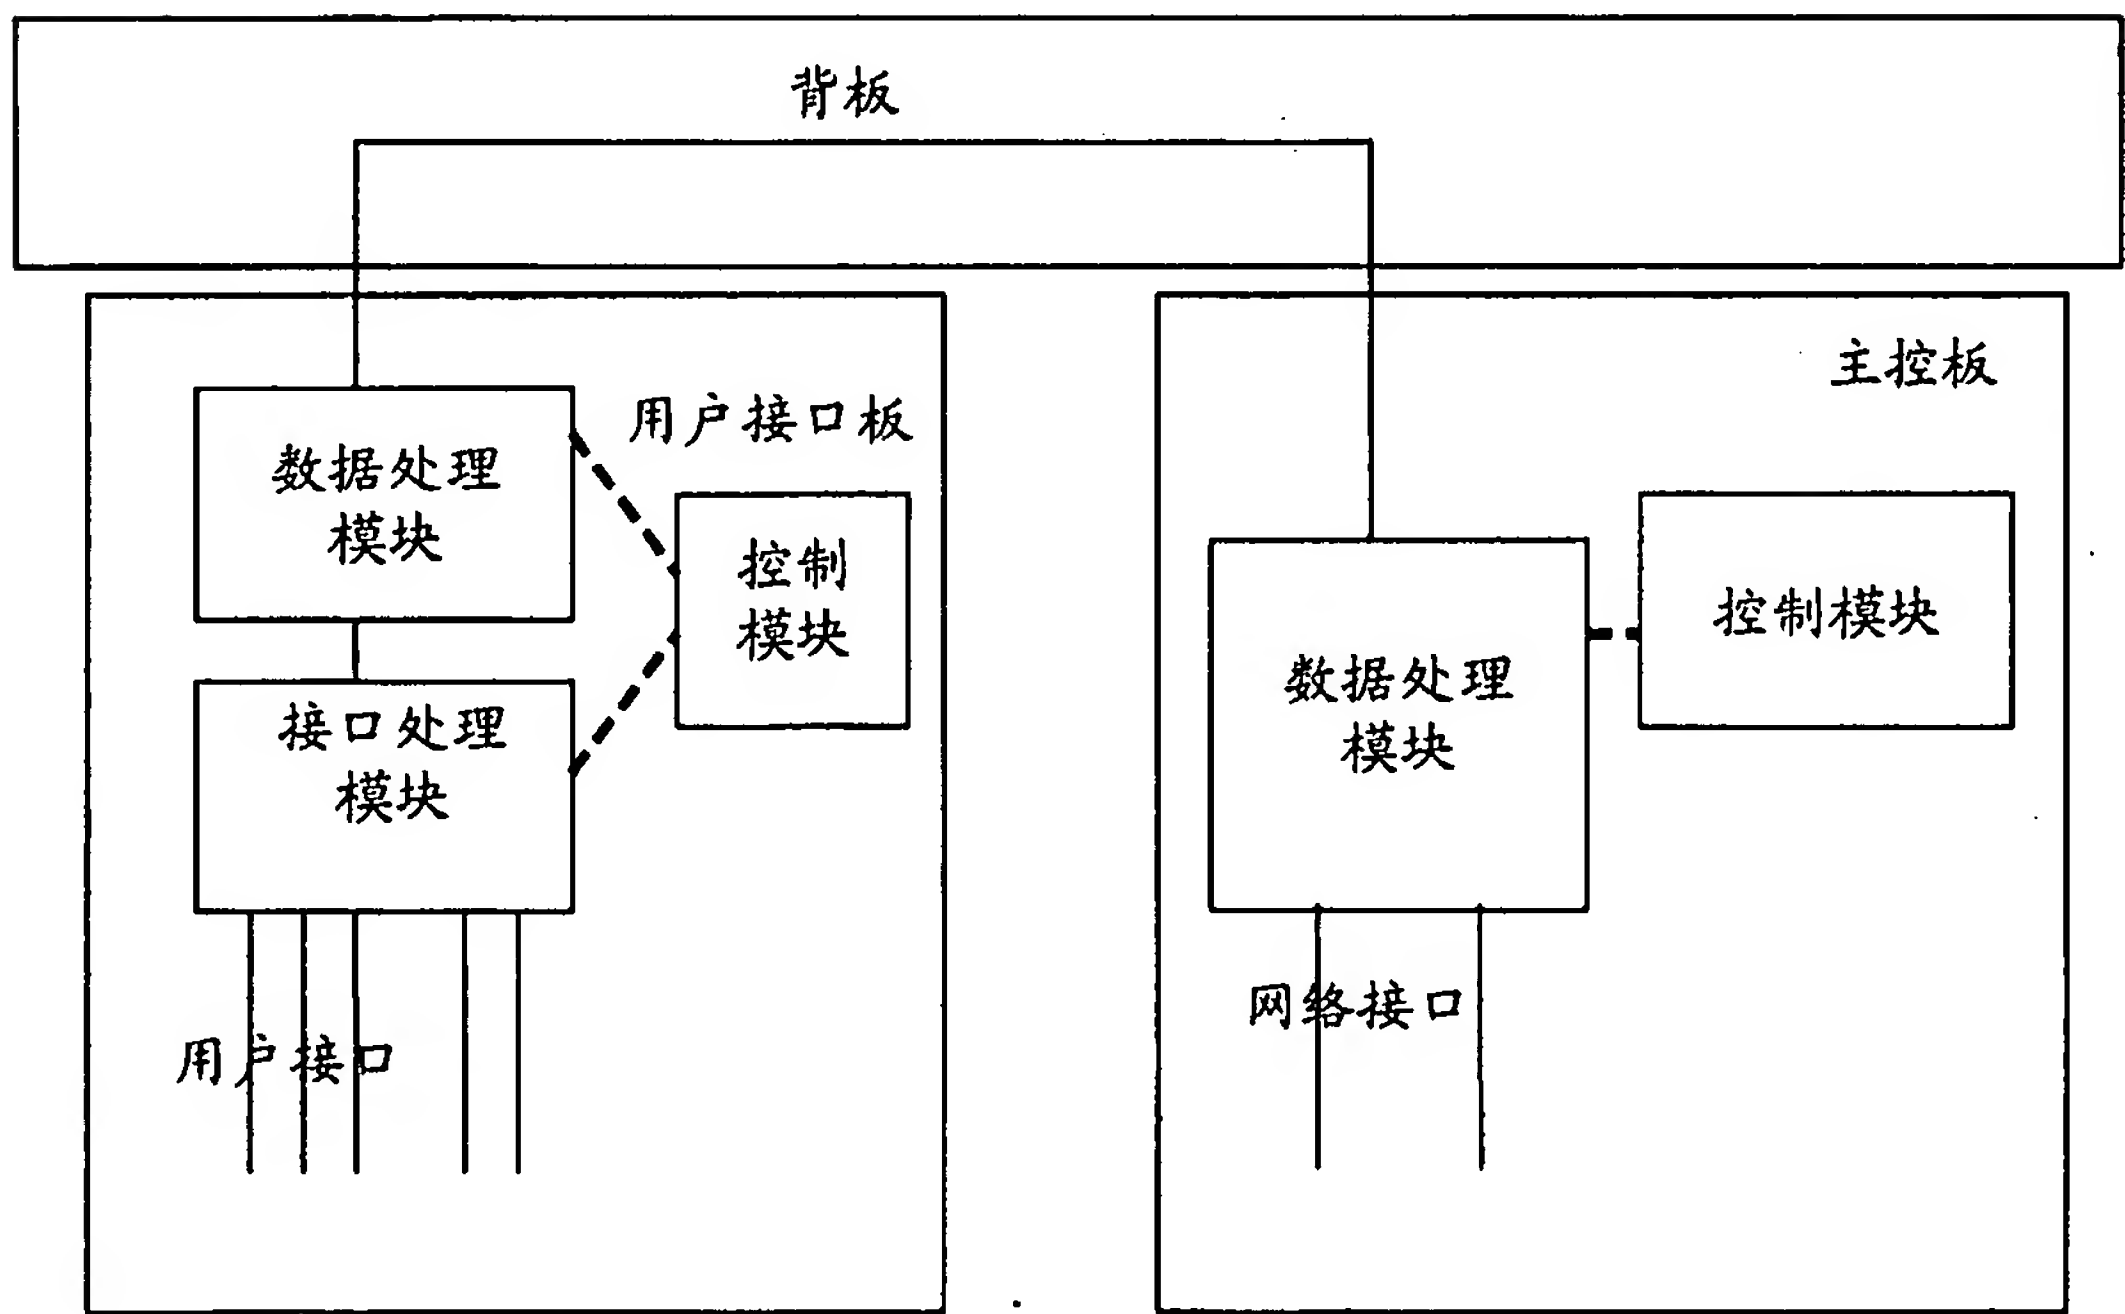 背板
用户接口板
数据处理
模块
控制
模块
接口处理
模块
用户接口
主控板
控制模块
数据处理
模块
网络接口